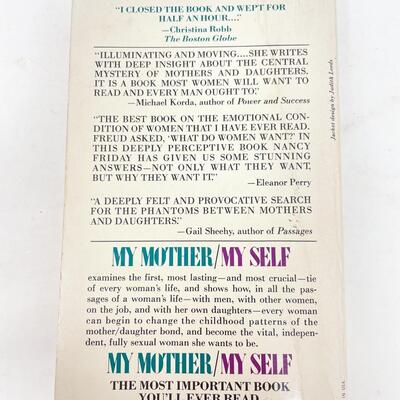 "I CLOSED THE BOOK AND WEPT FOR
HALF AN HOUR...."
—Christina Robb
The Boston Globe
"ILLUMINATING AND MOVING....SHE WRITES
WITH DEEP INSIGHT ABOUT THE CENTRAL
MYSTERY OF MOTHERS AND DAUGHTERS.
IT IS A BOOK MOST WOMEN WILL WANT TO
READ AND EVERY MAN OUGHT TO."
—Michael Korda, author of Power and Success
"THE BEST BOOK ON THE EMOTIONAL CON-
DITION OF WOMEN THAT I HAVE EVER READ.
FREUD ASKED, 'WHAT DO WOMEN WANT?' IN
THIS DEEPLY PERCEPTIVE BOOK NANCY
FRIDAY HAS GIVEN US SOME STUNNING
ANSWERS—NOT ONLY WHAT THEY WANT,
BUT WHY THEY WANT IT."
—Eleanor Perry
"A DEEPLY FELT AND PROVOCATIVE SEARCH
FOR THE PHANTOMS BETWEEN MOTHERS
AND DAUGHTERS."
—Gail Sheehy, author of Passages
MY MOTHER/MY SELF
examines the first, most lasting—and most crucial—tie
of every woman's life, and shows how, in all the pas-
sages of a woman's life—with men, with other women,
on the job, and with her own daughters—every woman
can begin to change the childhood patterns of the
mother/daughter bond, and become the vital, indepen-
dent, fully sexual woman she wants to be.
MY MOTHER/MY SELF
THE MOST IMPORTANT BOOK
YOU'LL EVER READ
Jacket design by Judith Leeds
IN USA